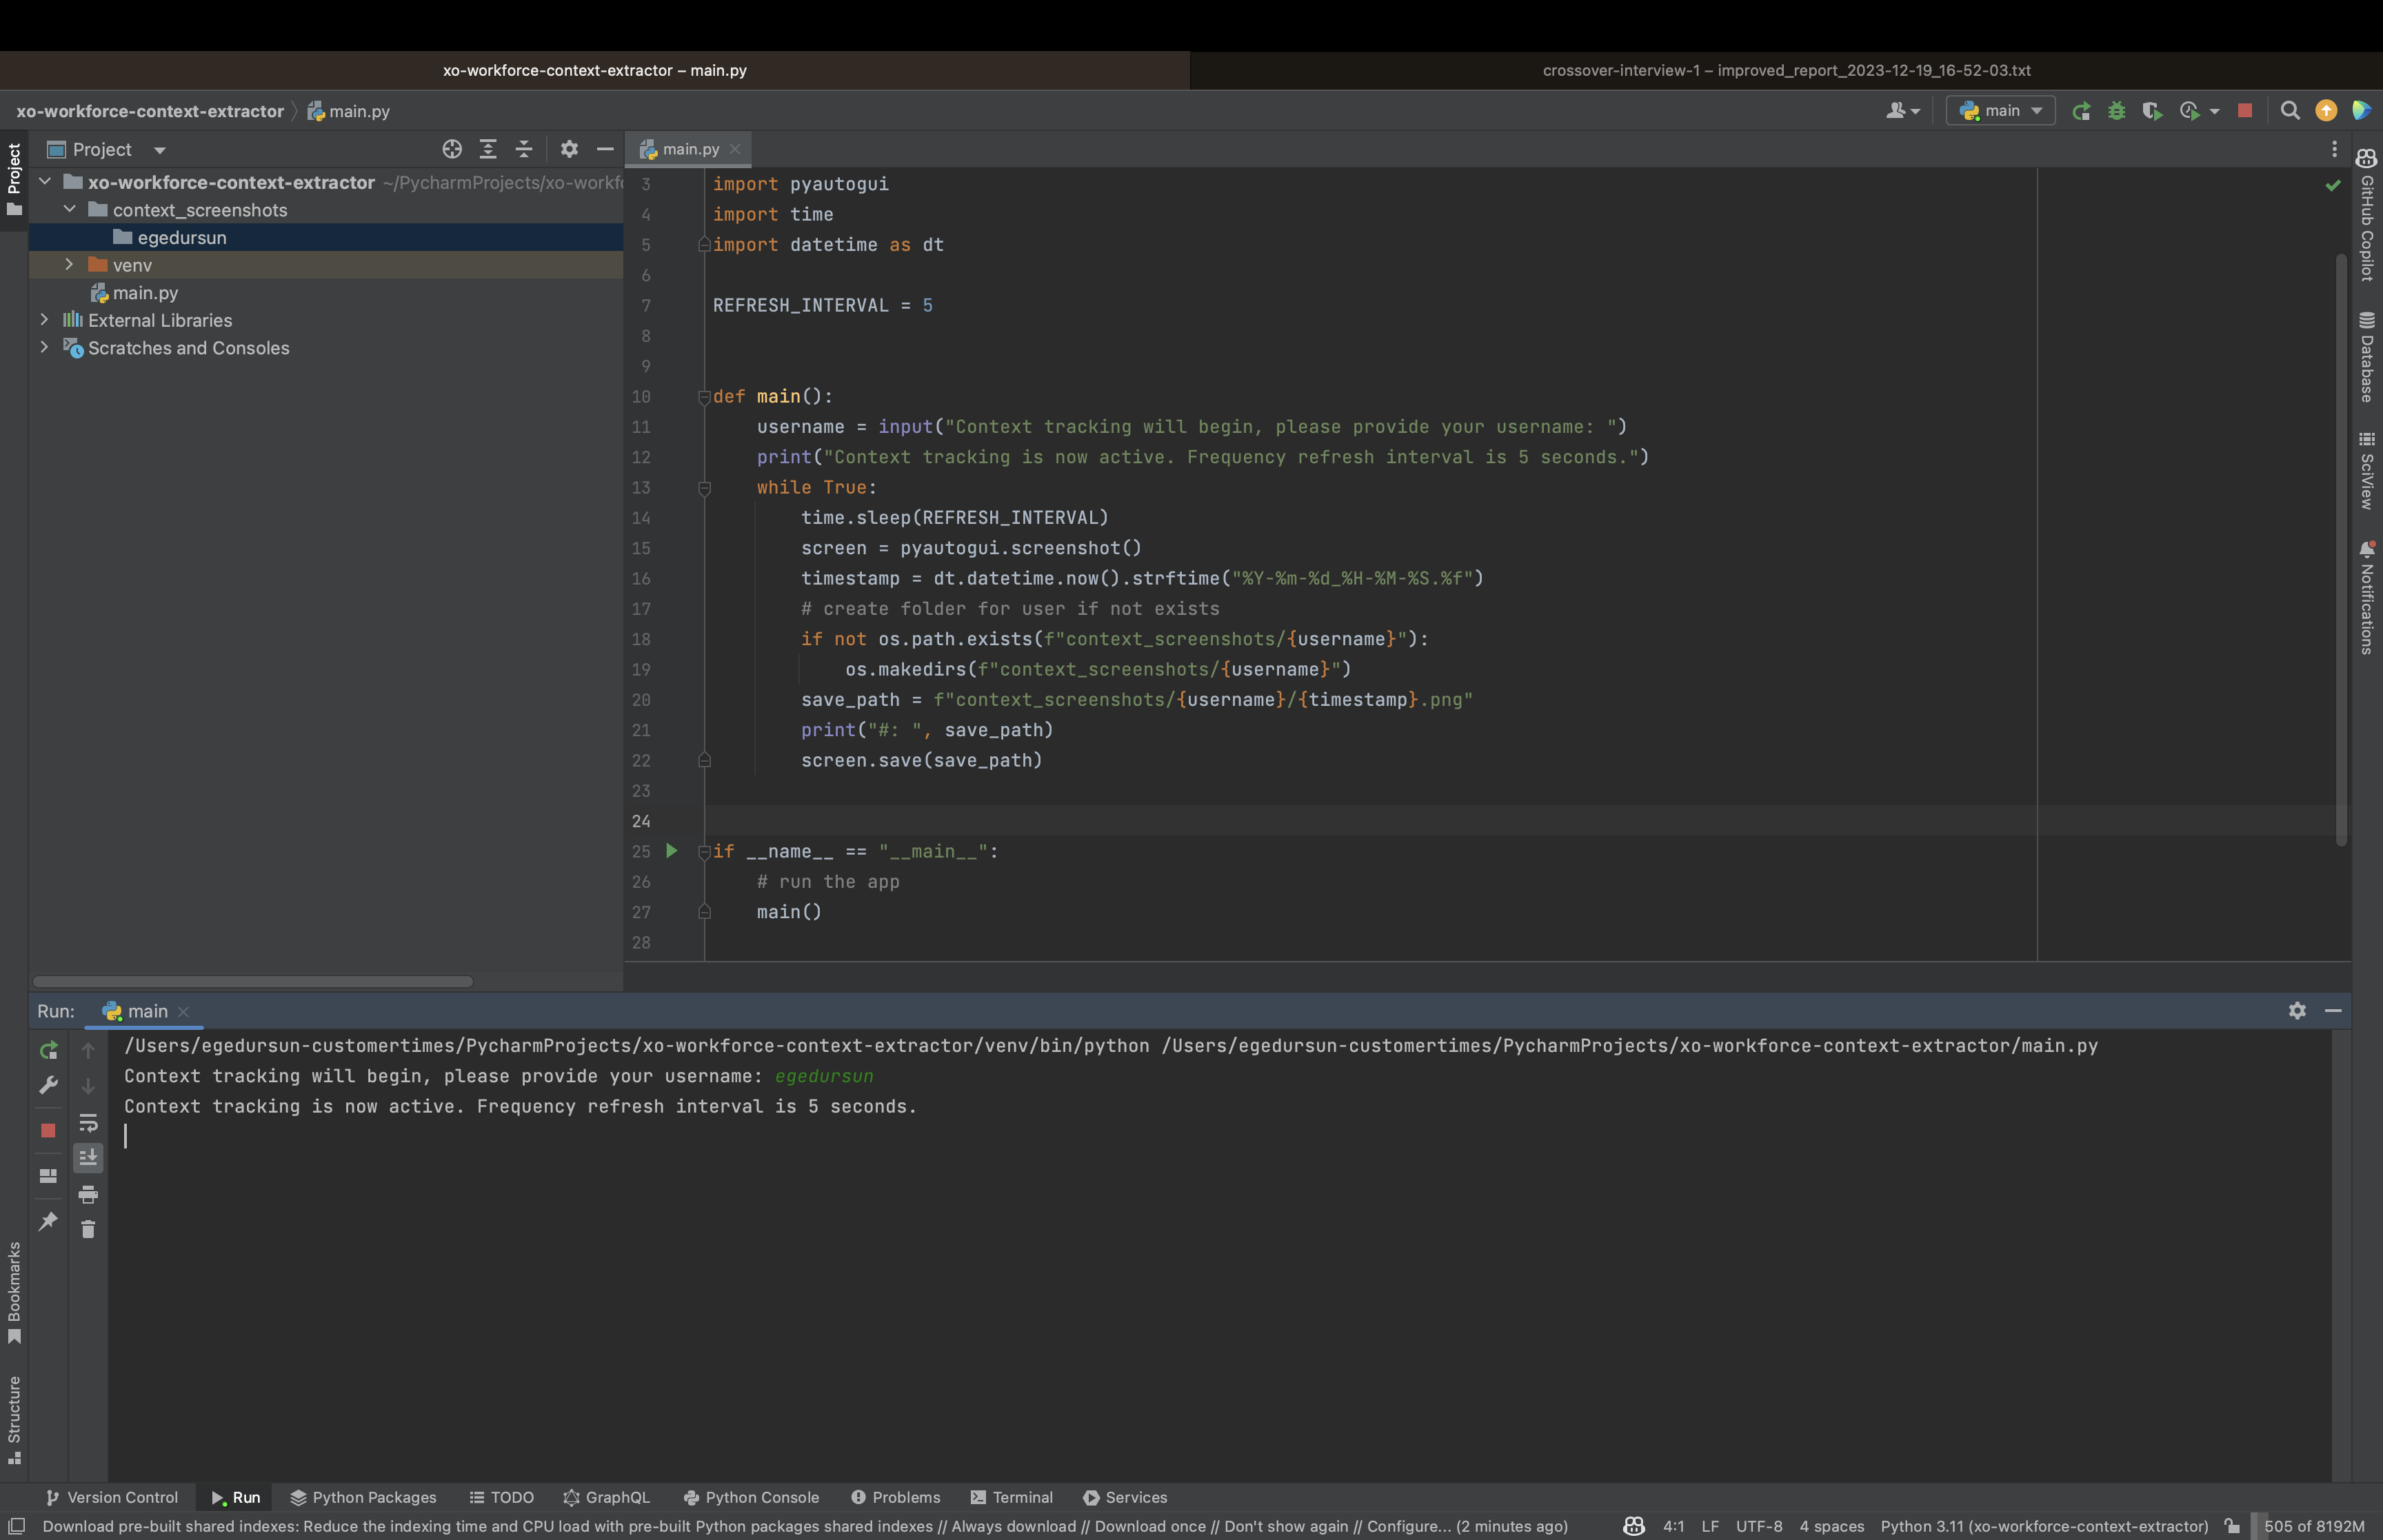 xo-workforce-context-extractor – main.py
crossover-interview-1 – improved_report_2023-12-19_16-52-03.txt
xo-workforce-context-extractor
main.py
main
Project
Project
xo-workforce-context-extractor ~/PycharmProjects/xo-workf
context_screenshots
egedursun
venv
main.py
External Libraries
Scratches and Consoles
main.py
3 import pyautogui
4 import time
5 import datetime as dt
6
7 REFRESH_INTERVAL = 5
8
9
10 def main():
11     username = input("Context tracking will begin, please provide your username: ")
12     print("Context tracking is now active. Frequency refresh interval is 5 seconds.")
13     while True:
14         time.sleep(REFRESH_INTERVAL)
15         screen = pyautogui.screenshot()
16         timestamp = dt.datetime.now().strftime("%Y-%m-%d_%H-%M-%S.%f")
17         # create folder for user if not exists
18         if not os.path.exists(f"context_screenshots/{username}"):
19             os.makedirs(f"context_screenshots/{username}")
20         save_path = f"context_screenshots/{username}/{timestamp}.png"
21         print("#: ", save_path)
22         screen.save(save_path)
23
24
25 if __name__ == "__main__":
26     # run the app
27     main()
28
GitHub Copilot
Database
SciView
Notifications
Run: main
/Users/egedursun-customertimes/PycharmProjects/xo-workforce-context-extractor/venv/bin/python /Users/egedursun-customertimes/PycharmProjects/xo-workforce-context-extractor/main.py
Context tracking will begin, please provide your username: egedursun
Context tracking is now active. Frequency refresh interval is 5 seconds.
Bookmarks
Structure
Version Control Run Python Packages TODO GraphQL Python Console Problems Terminal Services
Download pre-built shared indexes: Reduce the indexing time and CPU load with pre-built Python packages shared indexes // Always download // Download once // Don't show again // Configure... (2 minutes ago) 4:1 LF UTF-8 4 spaces Python 3.11 (xo-workforce-context-extractor) 505 of 8192M